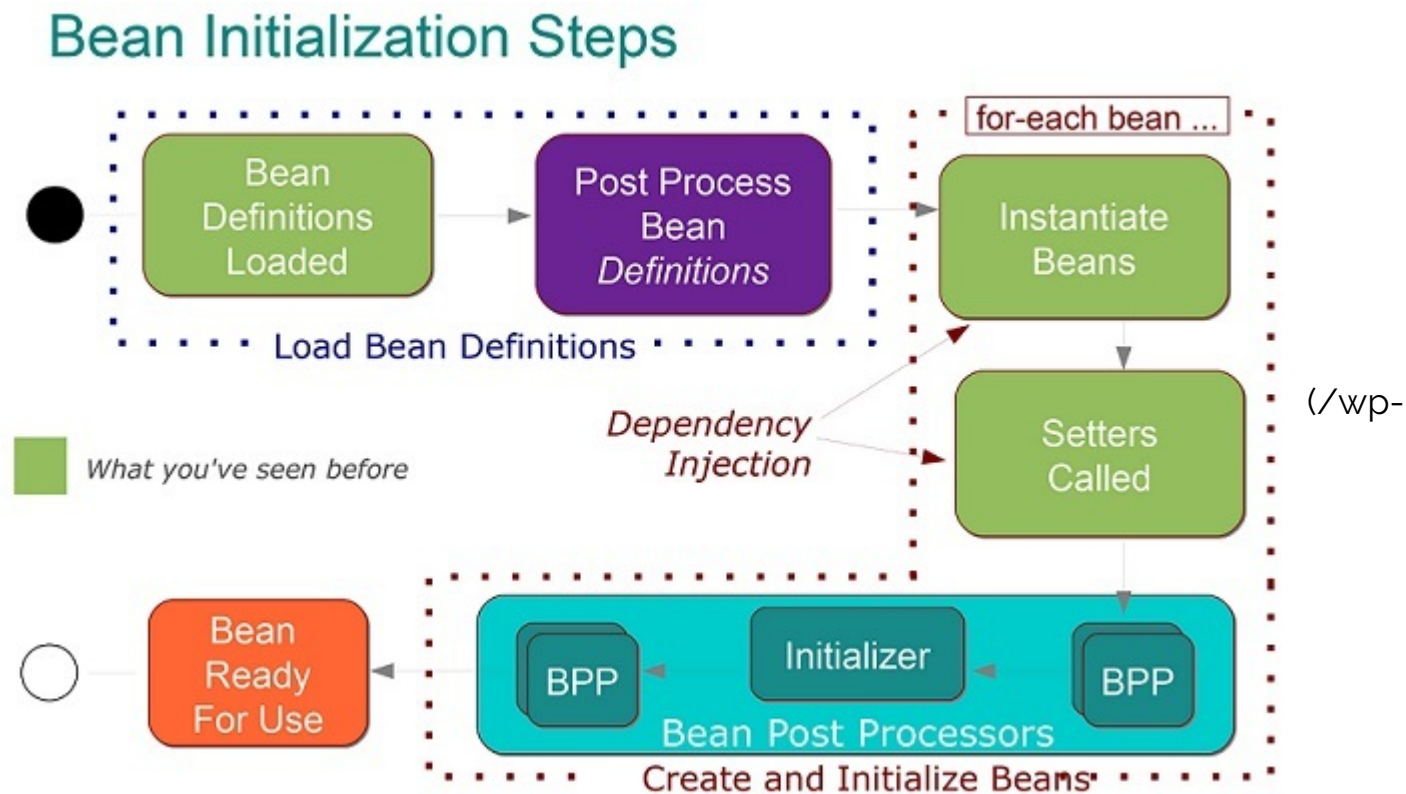 Bean Initialization Steps
for-each bean ...
Bean
Definitions
Loaded
Post Process
Bean
Definitions
Instantiate
Beans
Load Bean Definitions
Dependency
Injection
Setters
Called
(/wp-
What you've seen before
Bean
Ready
For Use
BPP
Initializer
BPP
Bean Post Processors
Create and Initialize Beans